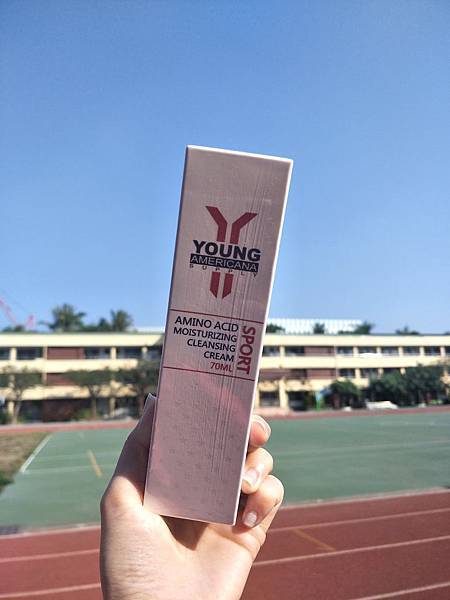 Y
YOUNG
AMERICANA
SUPPLY
AMINO ACID
MOISTURIZING
CLEANSING
CREAM
70ML
SPORT